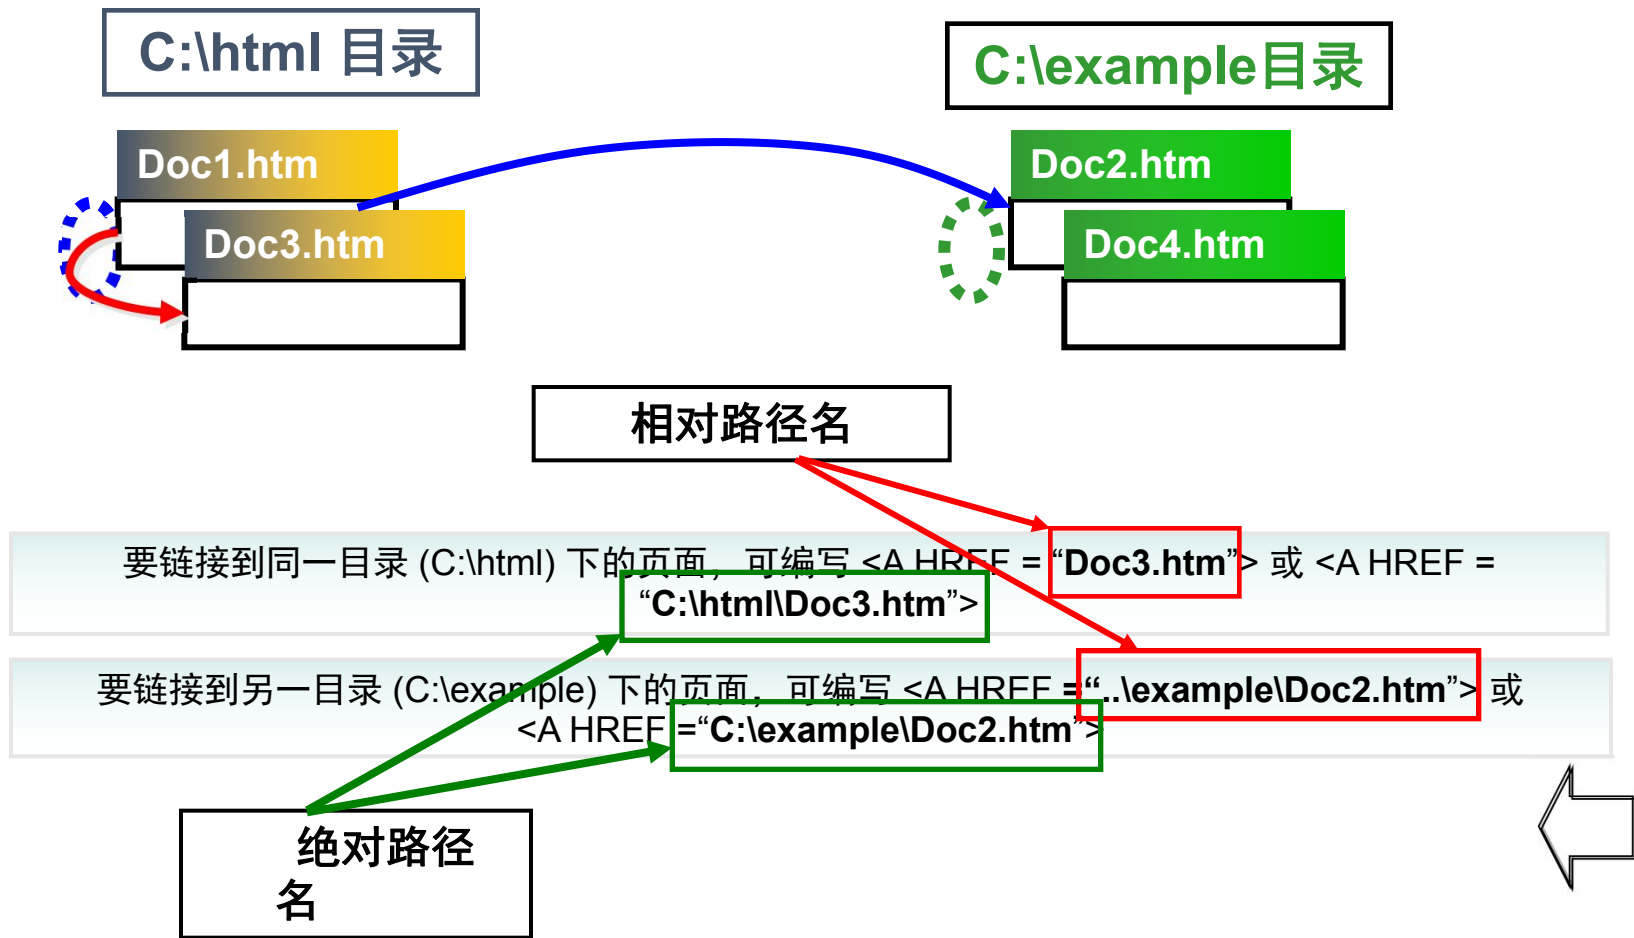 C:\html 目录
C:\example目录
Doc1.htm
Doc2.htm
Doc3.htm
Doc4.htm
相对路径名
要链接到同一目录 (C:\html) 下的页面，可编写 <A HREF = “Doc3.htm”> 或 <A HREF =
“C:\html\Doc3.htm”>
要链接到另一目录 (C:\example) 下的页面，可编写 <A HREF =“..\example\Doc2.htm”> 或
<A HREF =“C:\example\Doc2.htm”>
绝对路径
名